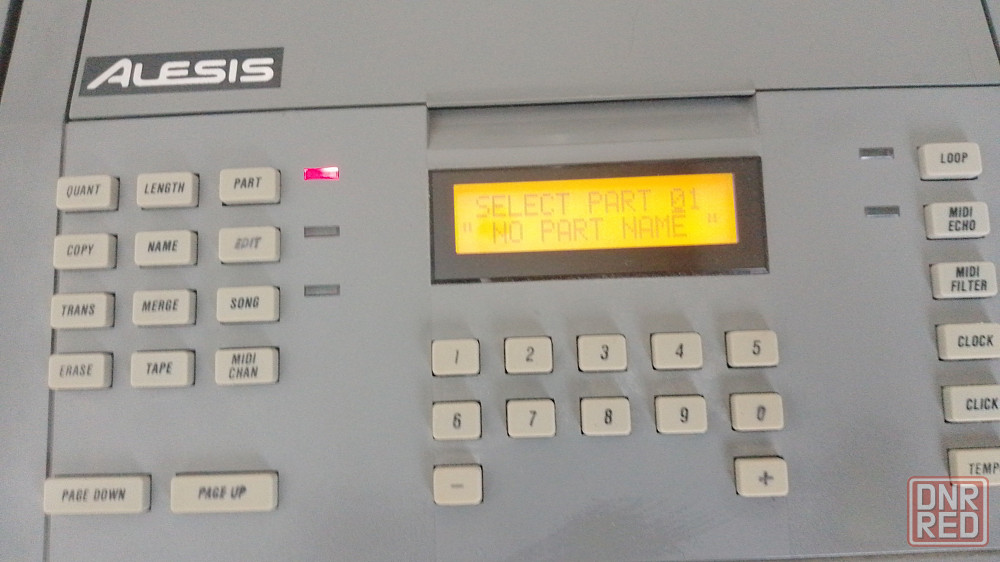 ALESIS
QUANT LENGTH PART
COPY NAME EDIT
TRANS MERGE SONG
ERASE TAPE MIDI CHAN
PAGE DOWN PAGE UP
SELECT PART 01
" NO PART NAME "
1 2 3 4 5
6 7 8 9 0
- +
LOOP
MIDI
ECHO
MIDI
FILTER
CLOCK
CLICK
TEMP
DNR
RED